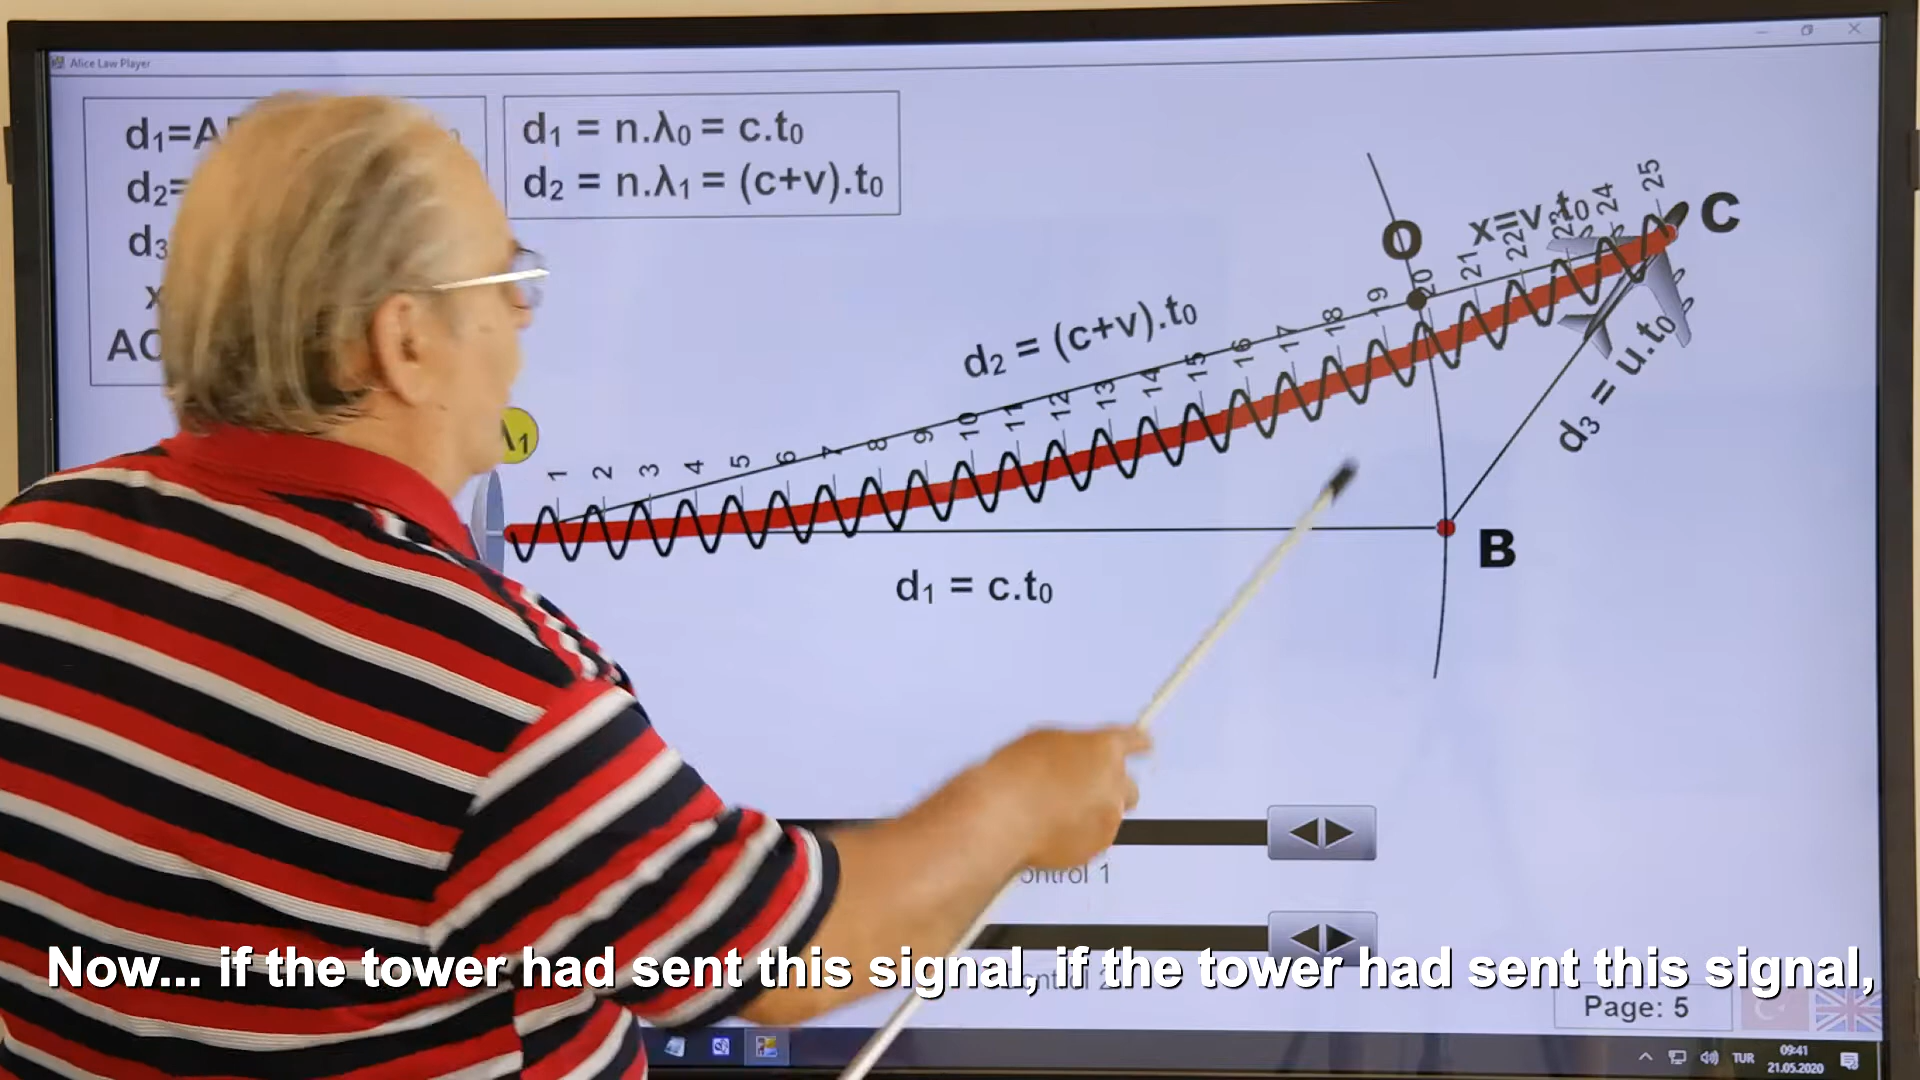 Alice Law Player
d₁=A
d₂=
d₃
x
AC
d₁ = n.λ₀ = c.t₀
d₂ = n.λ₁ = (c+v).t₀
λ₁
1 2 3 4 5 6 7 8 9 10 11 12 13 14 15 16 17 18 19 20 21 22 23 24 25
O
x=v.t₀
C
d₂ = (c+v).t₀
d₃ = u.t₀
B
d₁ = c.t₀
ontrol 1
Now... if the tower had sent this signal, if the tower had sent this signal,
ontrol 2
Page: 5
TUR
09:41
21.05.2020